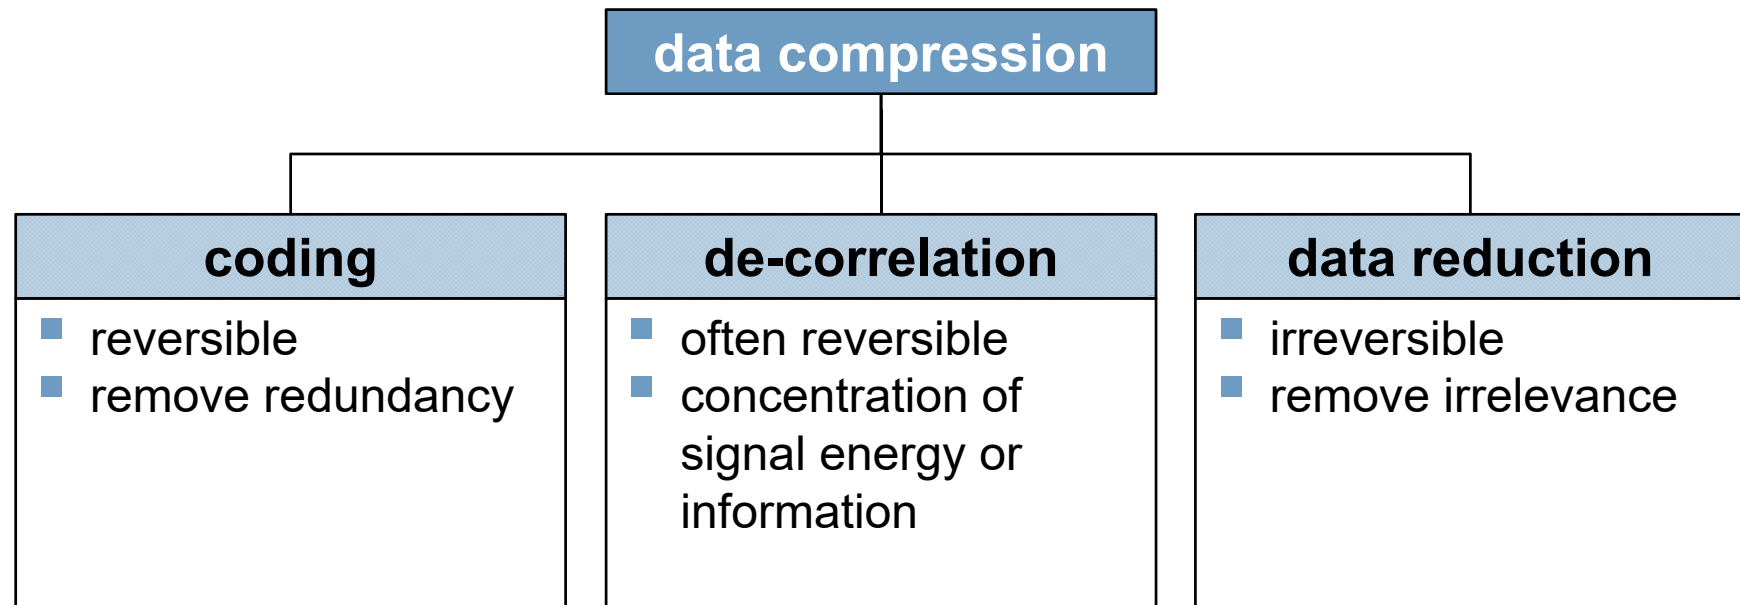 data compression
coding
reversible
remove redundancy
de-correlation
often reversible
concentration of
signal energy or
information
data reduction
irreversible
remove irrelevance